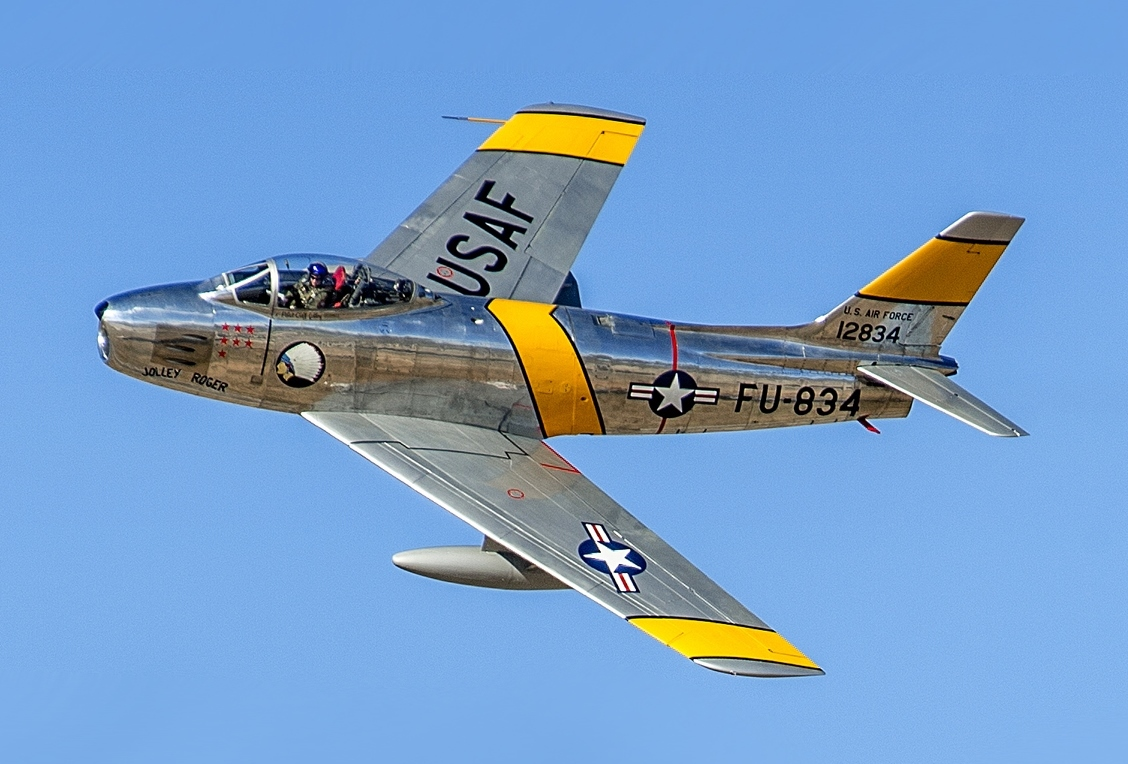 USAF
U.S. AIR FORCE
12834
FU-834
JOLLEY ROGER